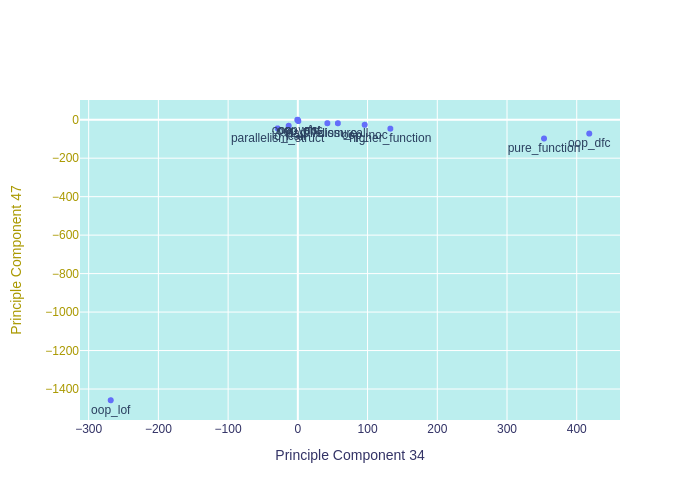 0
−200
−400
−600
−800
−1000
−1200
−1400
Principle Component 47
parallelism_struct
higher_function
pure_function
oop_dfc
oop_lof
−300
−200
−100
0
100
200
300
400
Principle Component 34